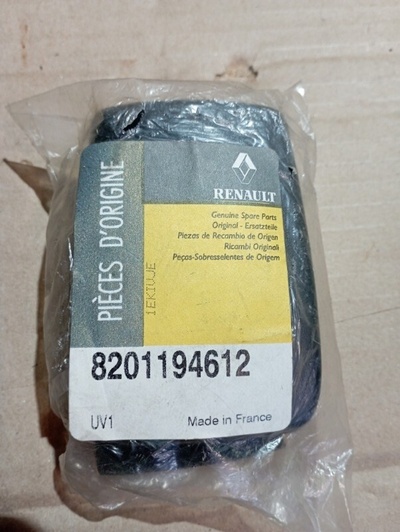 PIÈCES D'ORIGINE
RENAULT
Genuine Spare Parts
Original - Ersatzteile
Piezas de Recambio de Origen
Ricambi Originali
Peças-Sobresselentes de Origem
1EKIUUE
8201194612
UV1 Made in France